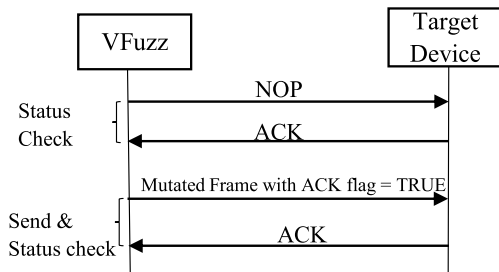 VFuzz
Target
Device
NOP
Status
Check
ACK
Mutated Frame with ACK flag = TRUE
Send &
Status check
ACK